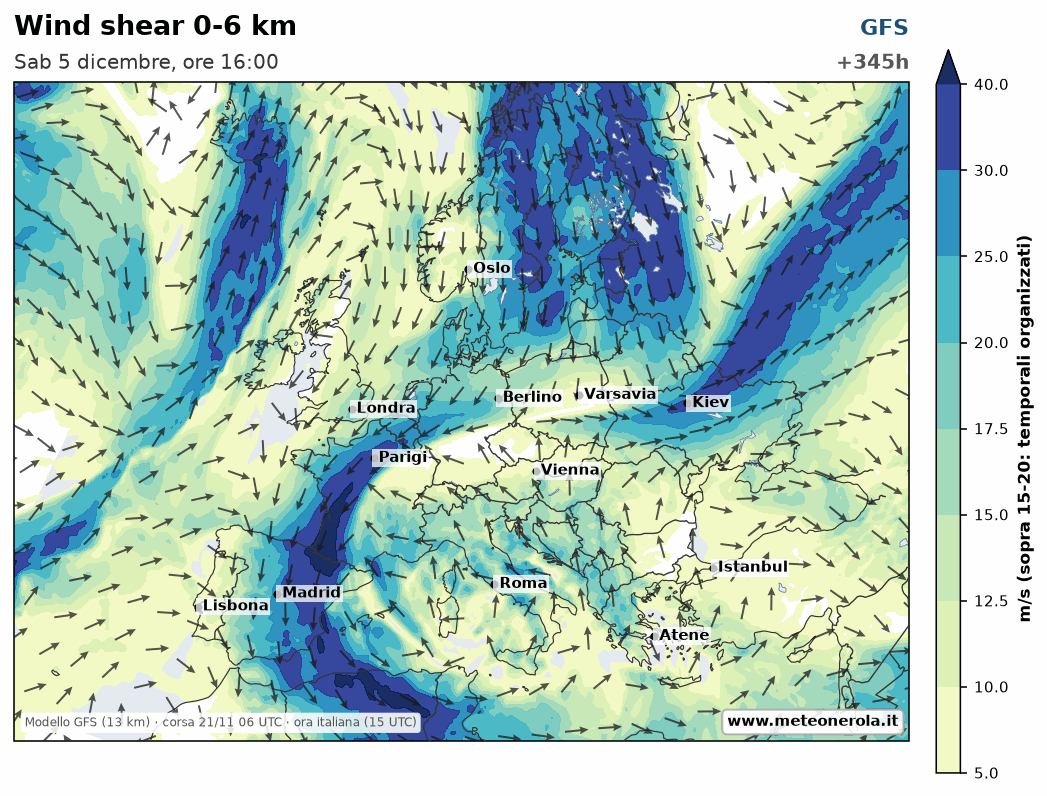 Wind shear 0-6 km
GFS
Sab 5 dicembre, ore 16:00
+345h
40.0
30.0
25.0
20.0
17.5
15.0
12.5
10.0
5.0
m/s (sopra 15-20: temporali organizzati)
Oslo
Berlino
Varsavia
Kiev
Londra
Parigi
Vienna
Istanbul
Roma
Madrid
Lisbona
Atene
Modello GFS (13 km) · corsa 21/11 06 UTC · ora italiana (15 UTC)
www.meteonerola.it